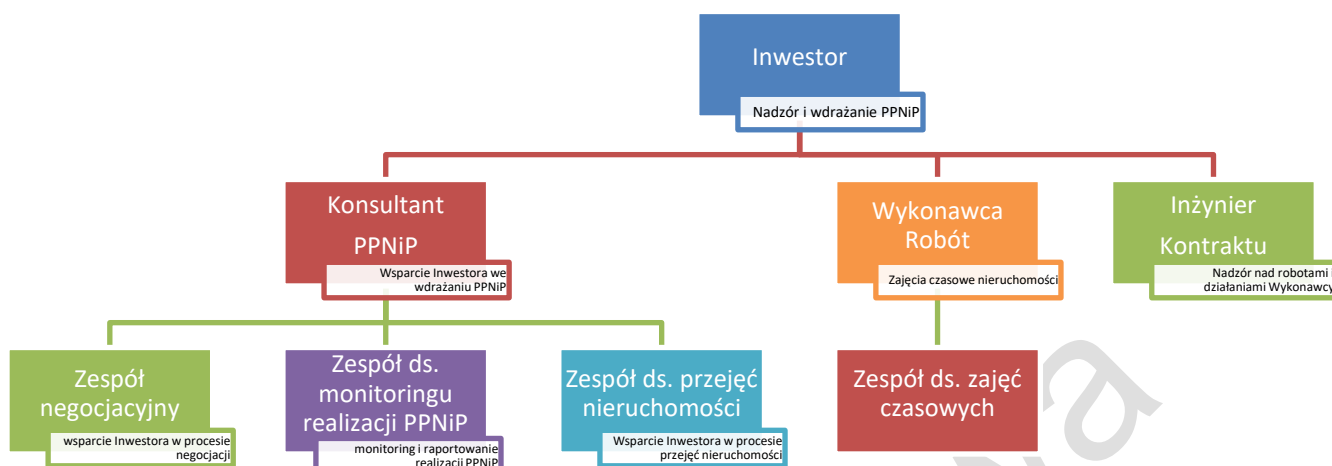 Inwestor
Nadzór i wdrażanie PPNiP
Konsultant
PPNiP
Wsparcie Inwestora we
wdrażaniu PPNiP
Wykonawca
Robót
Zajęcia czasowe nieruchomości
Inżynier
Kontraktu
Nadzór nad robotami i
działaniami Wykonawcy
Zespół
negocjacyjny
wsparcie Inwestora w procesie
negocjacji
Zespół ds.
monitoringu
realizacji PPNiP
monitoring i raportowanie
realizacji PPNiP
Zespół ds. przejęć
nieruchomości
Wsparcie Inwestora w procesie
przejęć nieruchomości
Zespół ds. zajęć
czasowych